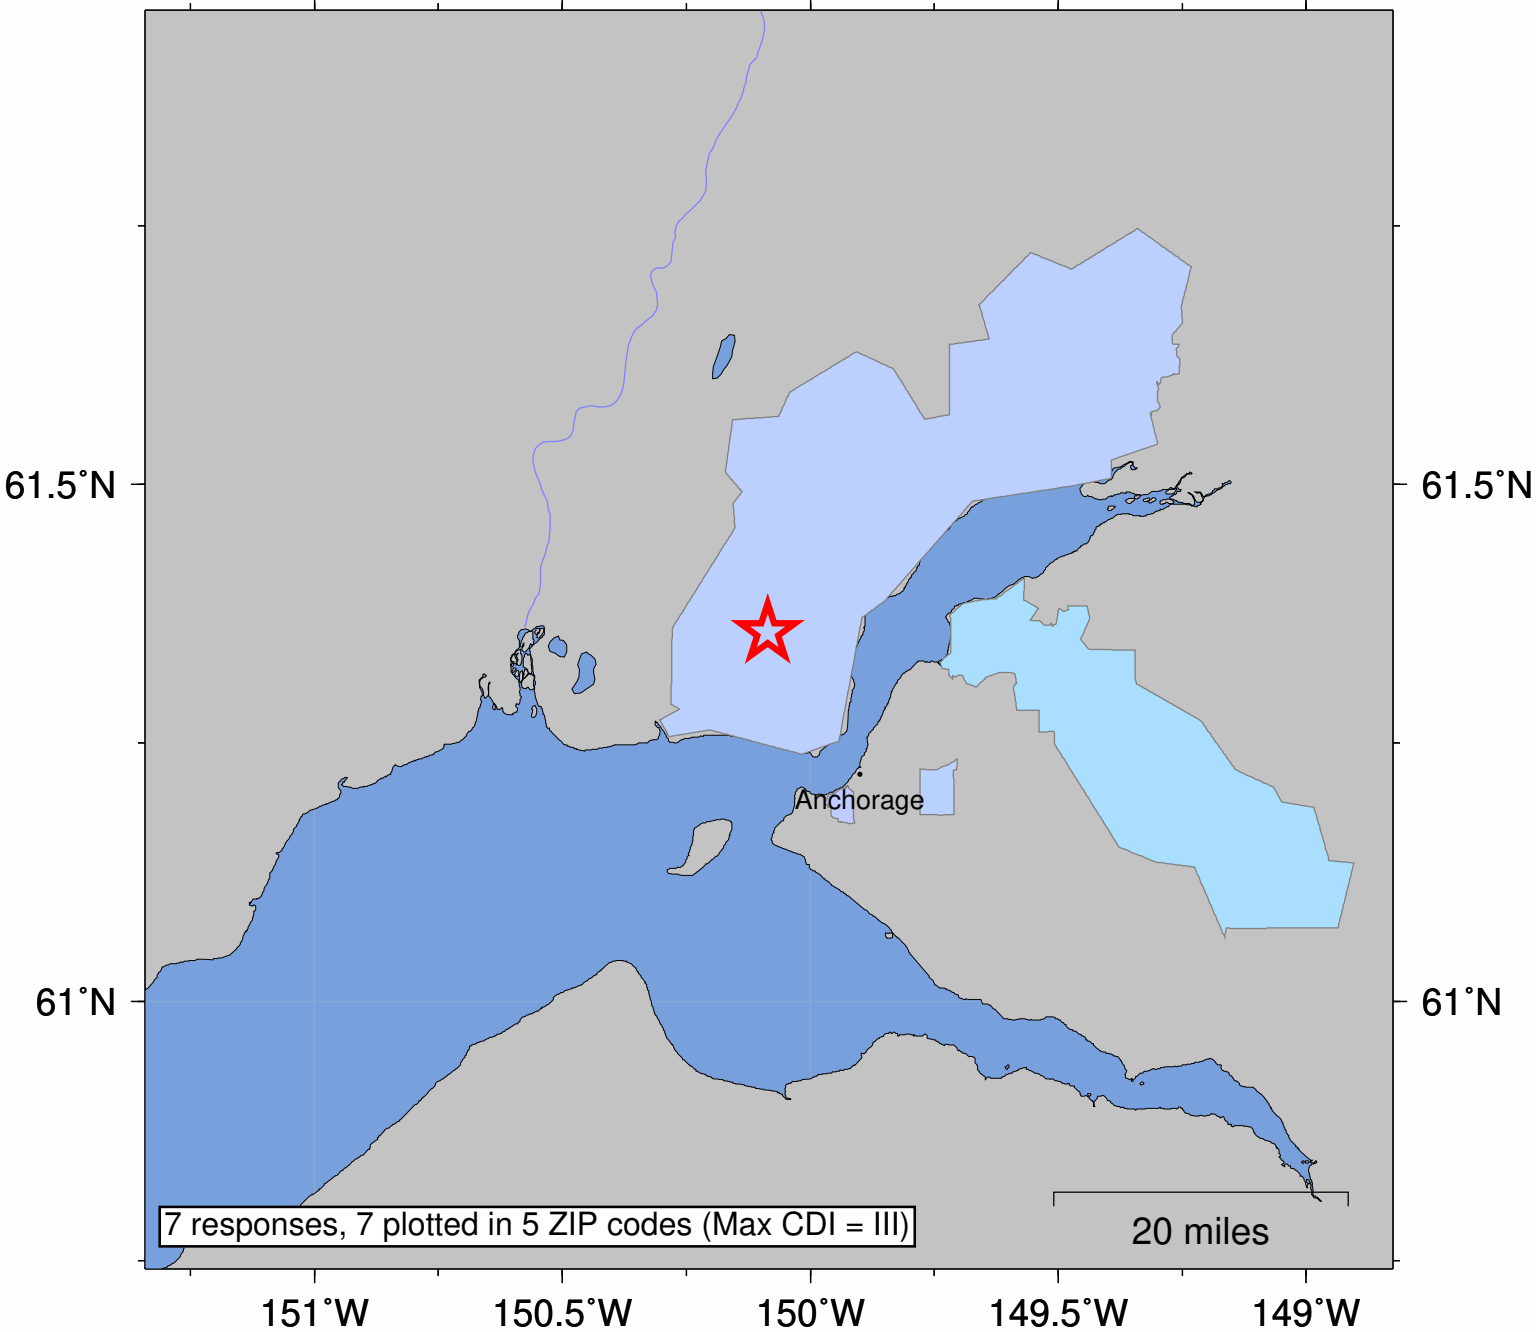 61.5°N
61.5°N
Anchorage
61°N
61°N
7 responses, 7 plotted in 5 ZIP codes (Max CDI = III)
20 miles
151°W
150.5°W
150°W
149.5°W
149°W